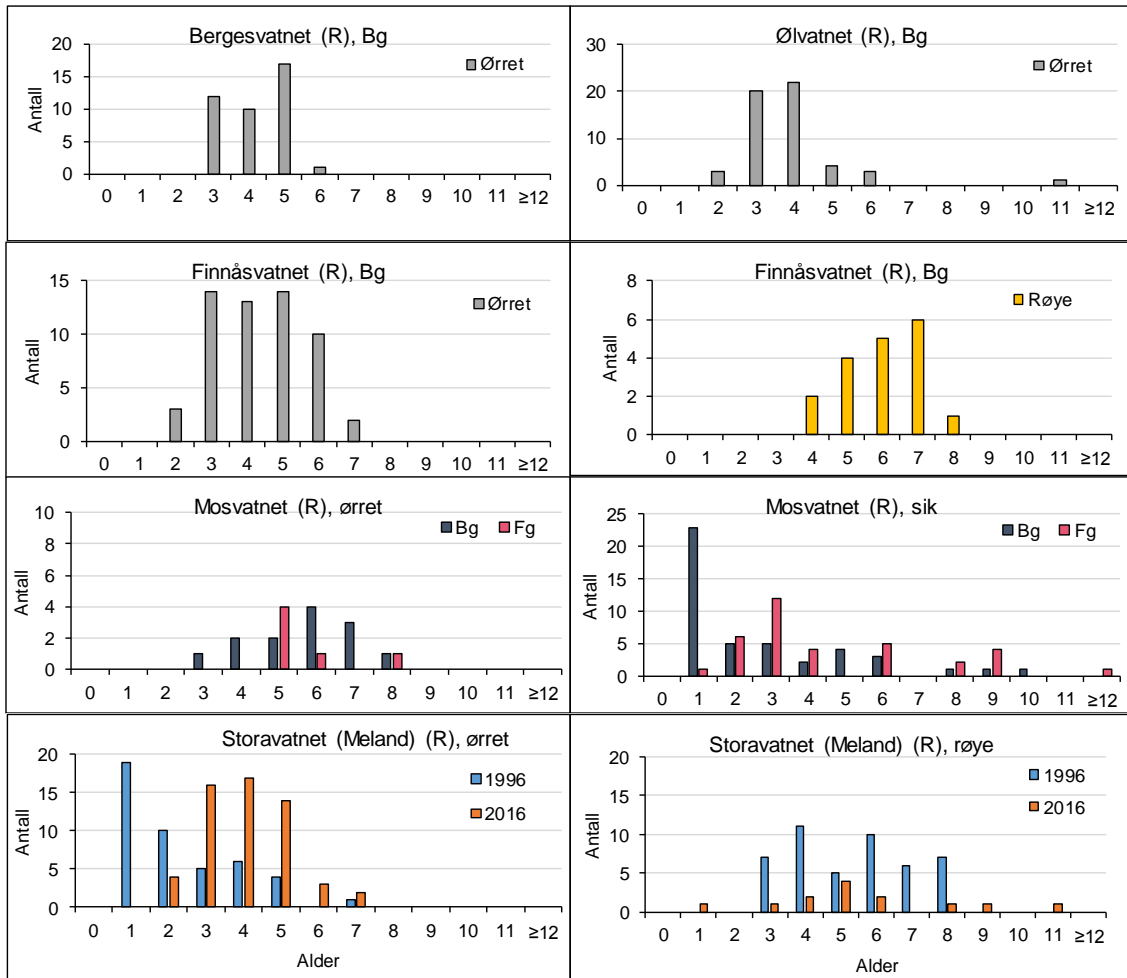 Bergesvatnet (R), Bg
20
15
10
5
0
Antall
Ørret
0 1 2 3 4 5 6 7 8 9 10 11 ≥12
Ølvatnet (R), Bg
30
20
10
0
Antall
Ørret
0 1 2 3 4 5 6 7 8 9 10 11 ≥12
Finnåsvatnet (R), Bg
15
10
5
0
Antall
Ørret
0 1 2 3 4 5 6 7 8 9 10 11 ≥12
Finnåsvatnet (R), Bg
8
6
4
2
0
Antall
Røye
0 1 2 3 4 5 6 7 8 9 10 11 ≥12
Mosvatnet (R), ørret
10
8
6
4
2
0
Antall
Bg Fg
0 1 2 3 4 5 6 7 8 9 10 11 ≥12
Mosvatnet (R), sik
25
20
15
10
5
0
Antall
Bg Fg
0 1 2 3 4 5 6 7 8 9 10 11 ≥12
Storavatnet (Meland) (R), ørret
20
15
10
5
0
Antall
1996
2016
0 1 2 3 4 5 6 7 8 9 10 11 ≥12
Alder
Storavatnet (Meland) (R), røye
20
15
10
5
0
Antall
1996
2016
0 1 2 3 4 5 6 7 8 9 10 11 ≥12
Alder